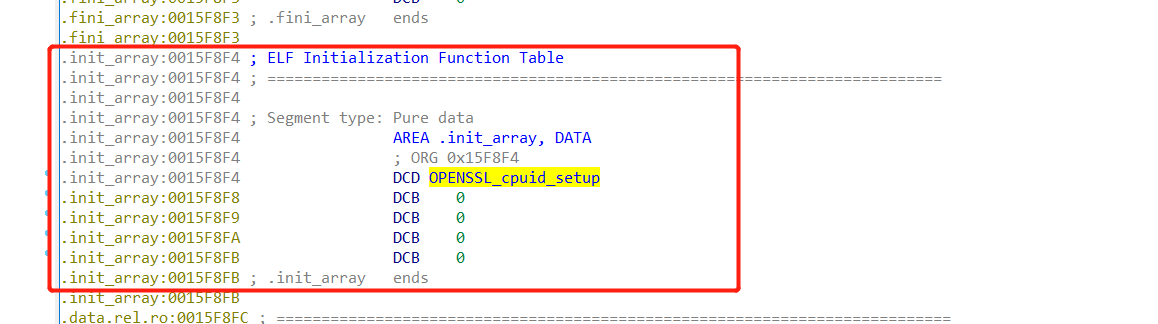 .fini_array:0015F8F3 DCB 0
.fini_array:0015F8F3 ; .fini_array ends
.fini_array:0015F8F3
.init_array:0015F8F4 ; ELF Initialization Function Table
.init_array:0015F8F4 ; ===========================================================================
.init_array:0015F8F4
.init_array:0015F8F4 ; Segment type: Pure data
.init_array:0015F8F4 AREA .init_array, DATA
.init_array:0015F8F4 ; ORG 0x15F8F4
.init_array:0015F8F4 DCD OPENSSL_cpuid_setup
.init_array:0015F8F8 DCB 0
.init_array:0015F8F9 DCB 0
.init_array:0015F8FA DCB 0
.init_array:0015F8FB DCB 0
.init_array:0015F8FB ; .init_array ends
.init_array:0015F8FB
.data.rel.ro:0015F8FC ; ===========================================================================